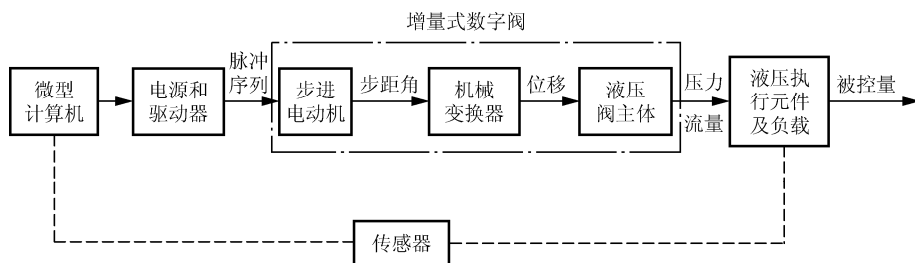 增量式数字阀
微型
计算机
电源和
驱动器
脉冲
序列
步进
电动机
步距角
机械
变换器
位移
液压
阀主体
压力
流量
液压执
行元件
及负载
被控量
传感器